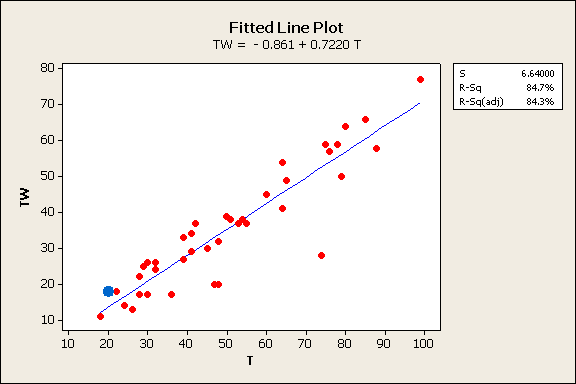 Fitted Line Plot
TW = - 0.861 + 0.7220 T
S 6.64000
R-Sq 84.7%
R-Sq(adj) 84.3%
80
70
60
50
40
30
20
10
TW
10 20 30 40 50 60 70 80 90 100
T